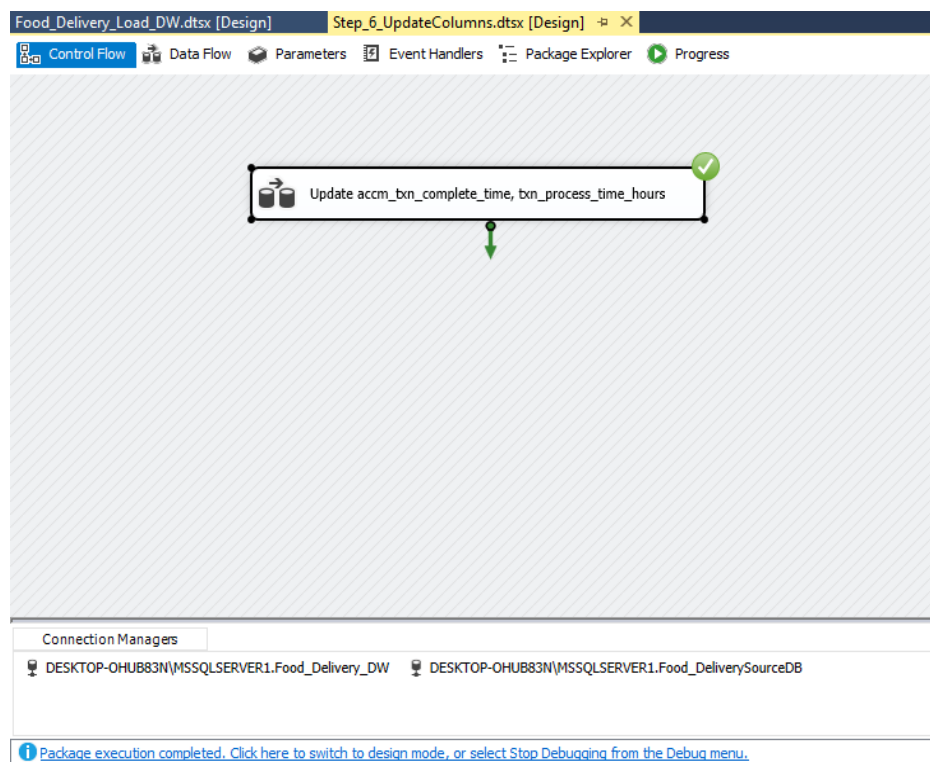 Food_Delivery_Load_DW.dtsx [Design] Step_6_UpdateColumns.dtsx [Design]
Control Flow Data Flow Parameters Event Handlers Package Explorer Progress
Update accm_txn_complete_time, txn_process_time_hours
Connection Managers
DESKTOP-OHUB83N\MSSQLSERVER1.Food_Delivery_DW DESKTOP-OHUB83N\MSSQLSERVER1.Food_DeliverySourceDB
Package execution completed. Click here to switch to design mode, or select Stop Debugging from the Debug menu.